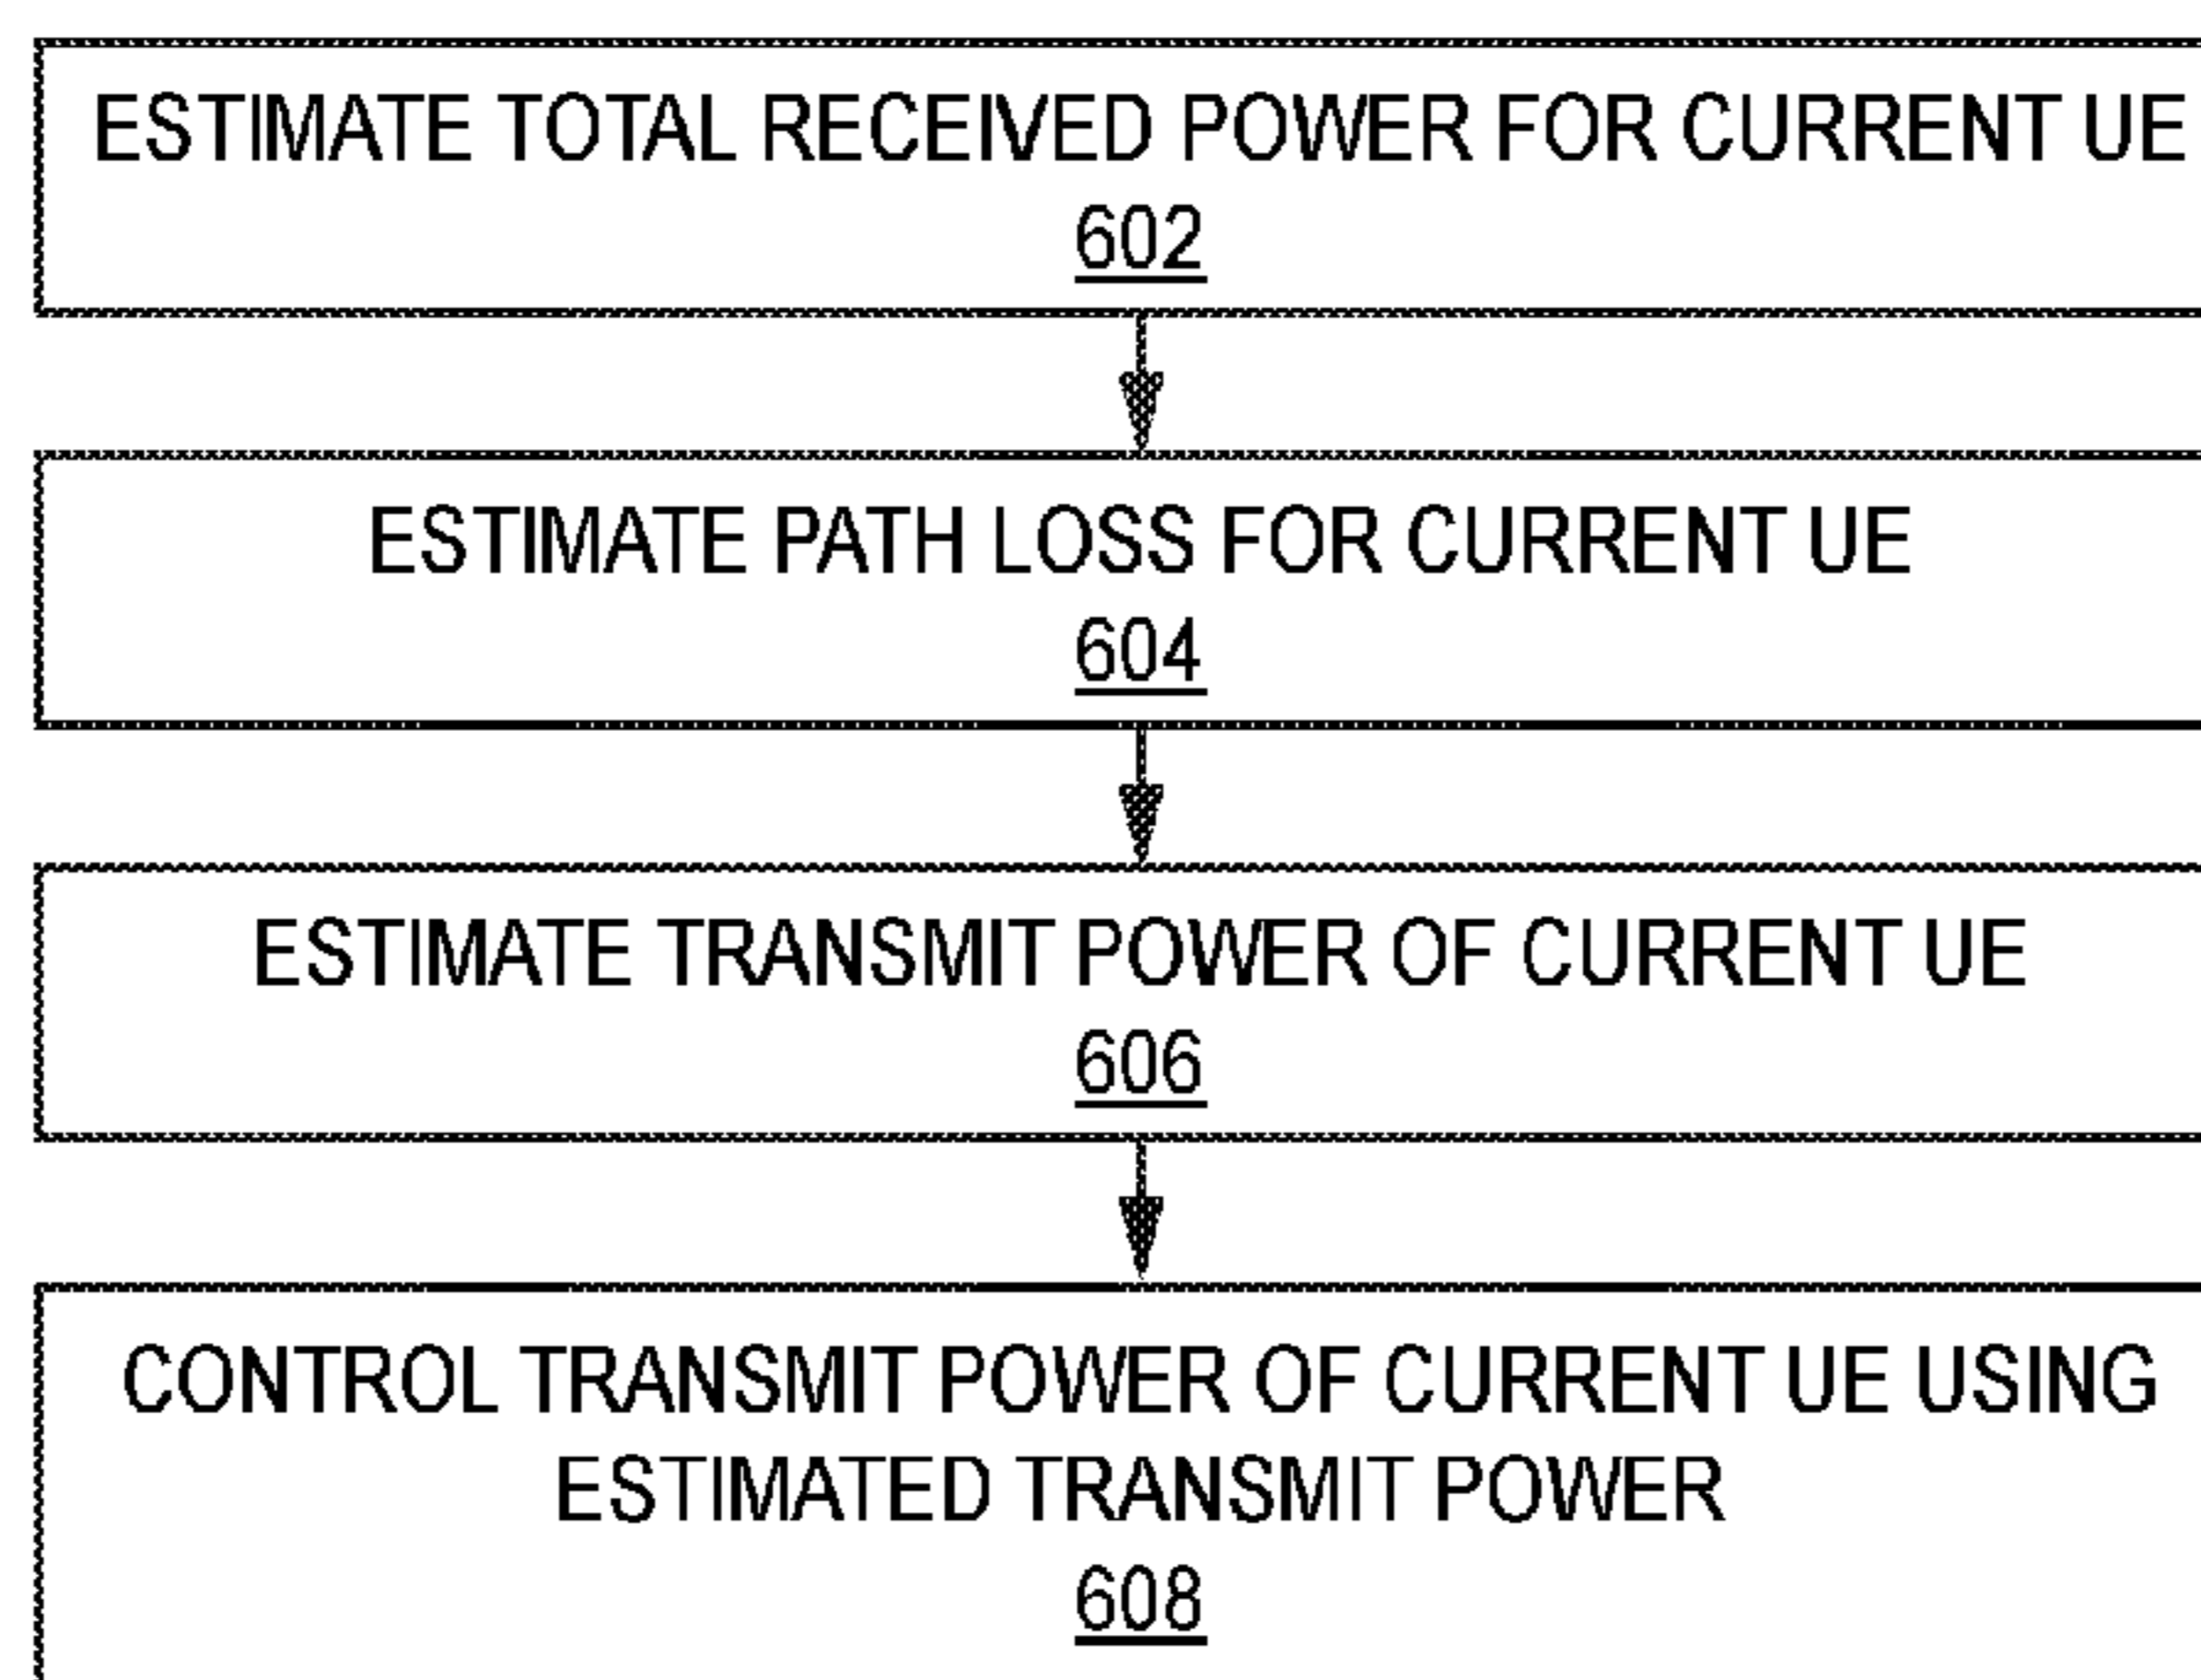 ESTIMATE TOTAL RECEIVED POWER FOR CURRENT UE
602
ESTIMATE PATH LOSS FOR CURRENT UE
604
ESTIMATE TRANSMIT POWER OF CURRENT UE
606
CONTROL TRANSMIT POWER OF CURRENT UE USING
ESTIMATED TRANSMIT POWER
608